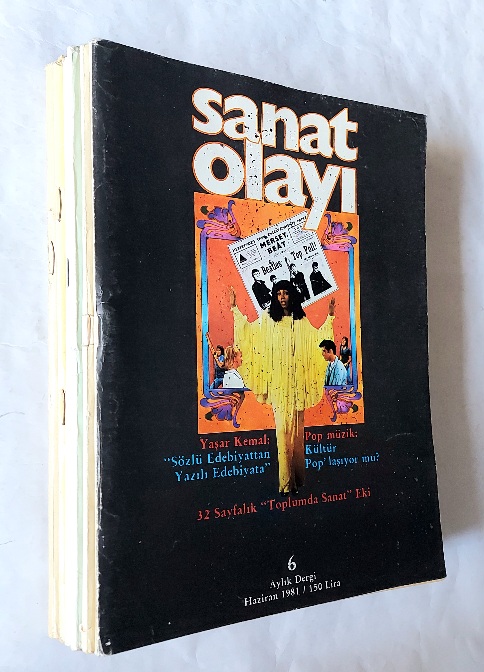 sanat
olayı
MERSEY
BEAT
Beatles Top Poll!
Yaşar Kemal:
"Sözlü Edebiyattan
Yazılı Edebiyata"
Pop müzik:
Kültür
Pop'laşıyor mu?
32 Sayfalık "Toplumda Sanat" Eki
6
Aylık Dergi
Haziran 1981 / 150 Lira